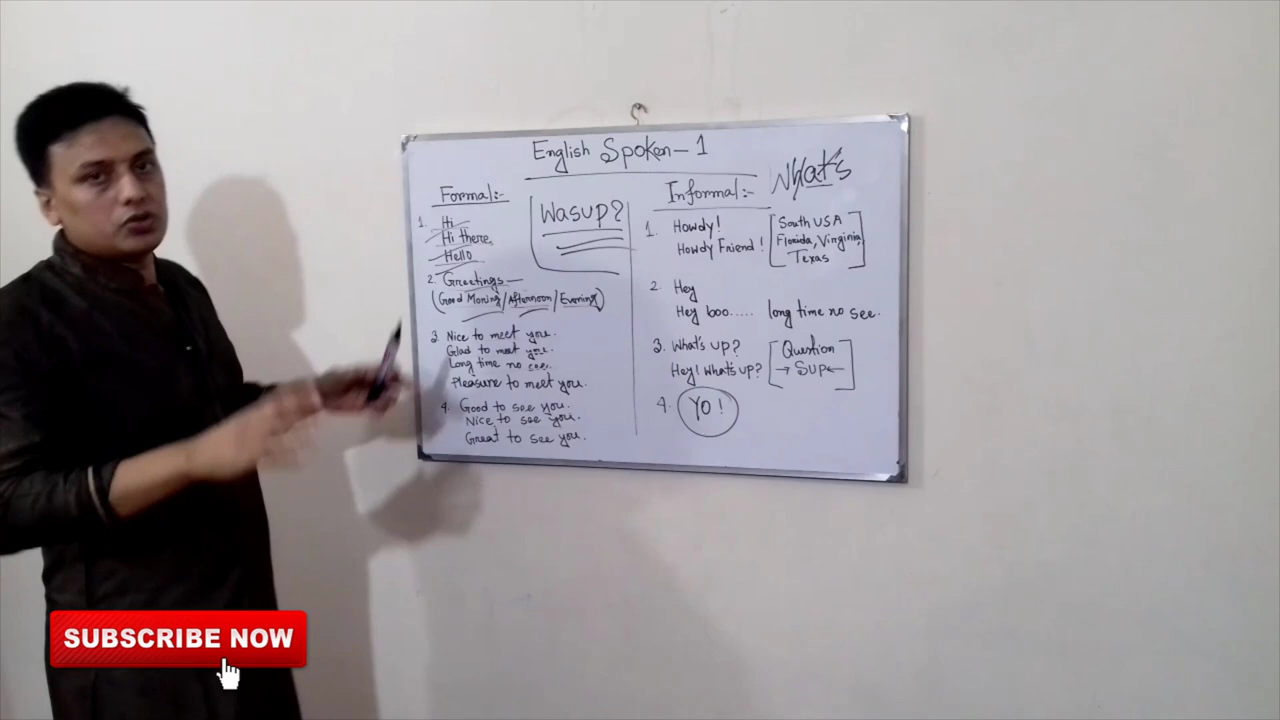 English Spoken-1
Formal:-
1. Hi
Hi there,
Hello
2. Greetings—
(Good Morning/Afternoon/Evening)
3. Nice to meet you.
Glad to meet you.
Long time no see.
Pleasure to meet you.
4. Good to see you.
Nice to see you.
Great to see you.
Wasup?
Informal:-
What's
1. Howdy!
Howdy Friend!
[South USA
Florida, Virginia,
Texas]
2. Hey
Hey boo..... long time no see.
3. What's up?
Hey! What's up?
[Question
→ Sup ←]
4. YO!
SUBSCRIBE NOW